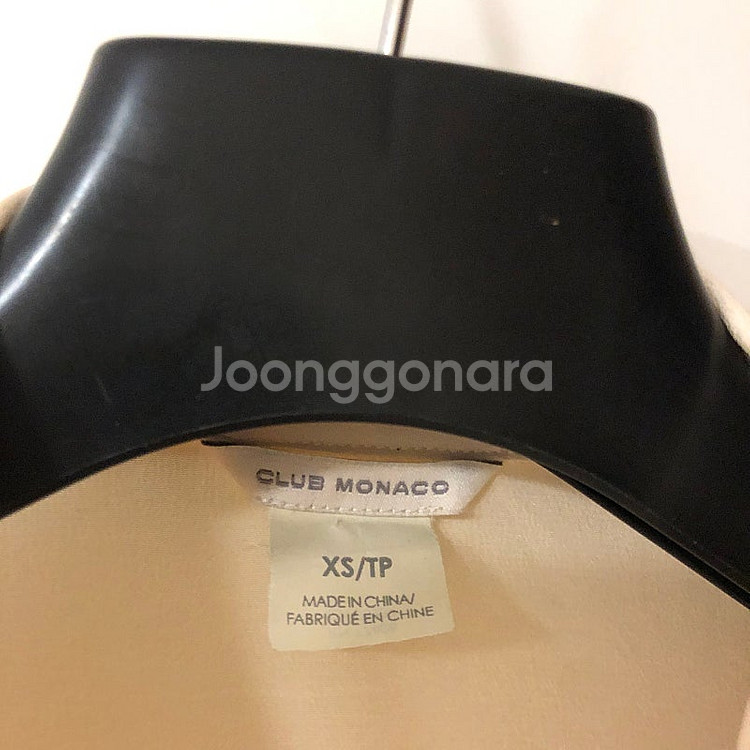 Joonggonara
CLUB MONACO
XS/TP
MADE IN CHINA/
FABRIQUÉ EN CHINE